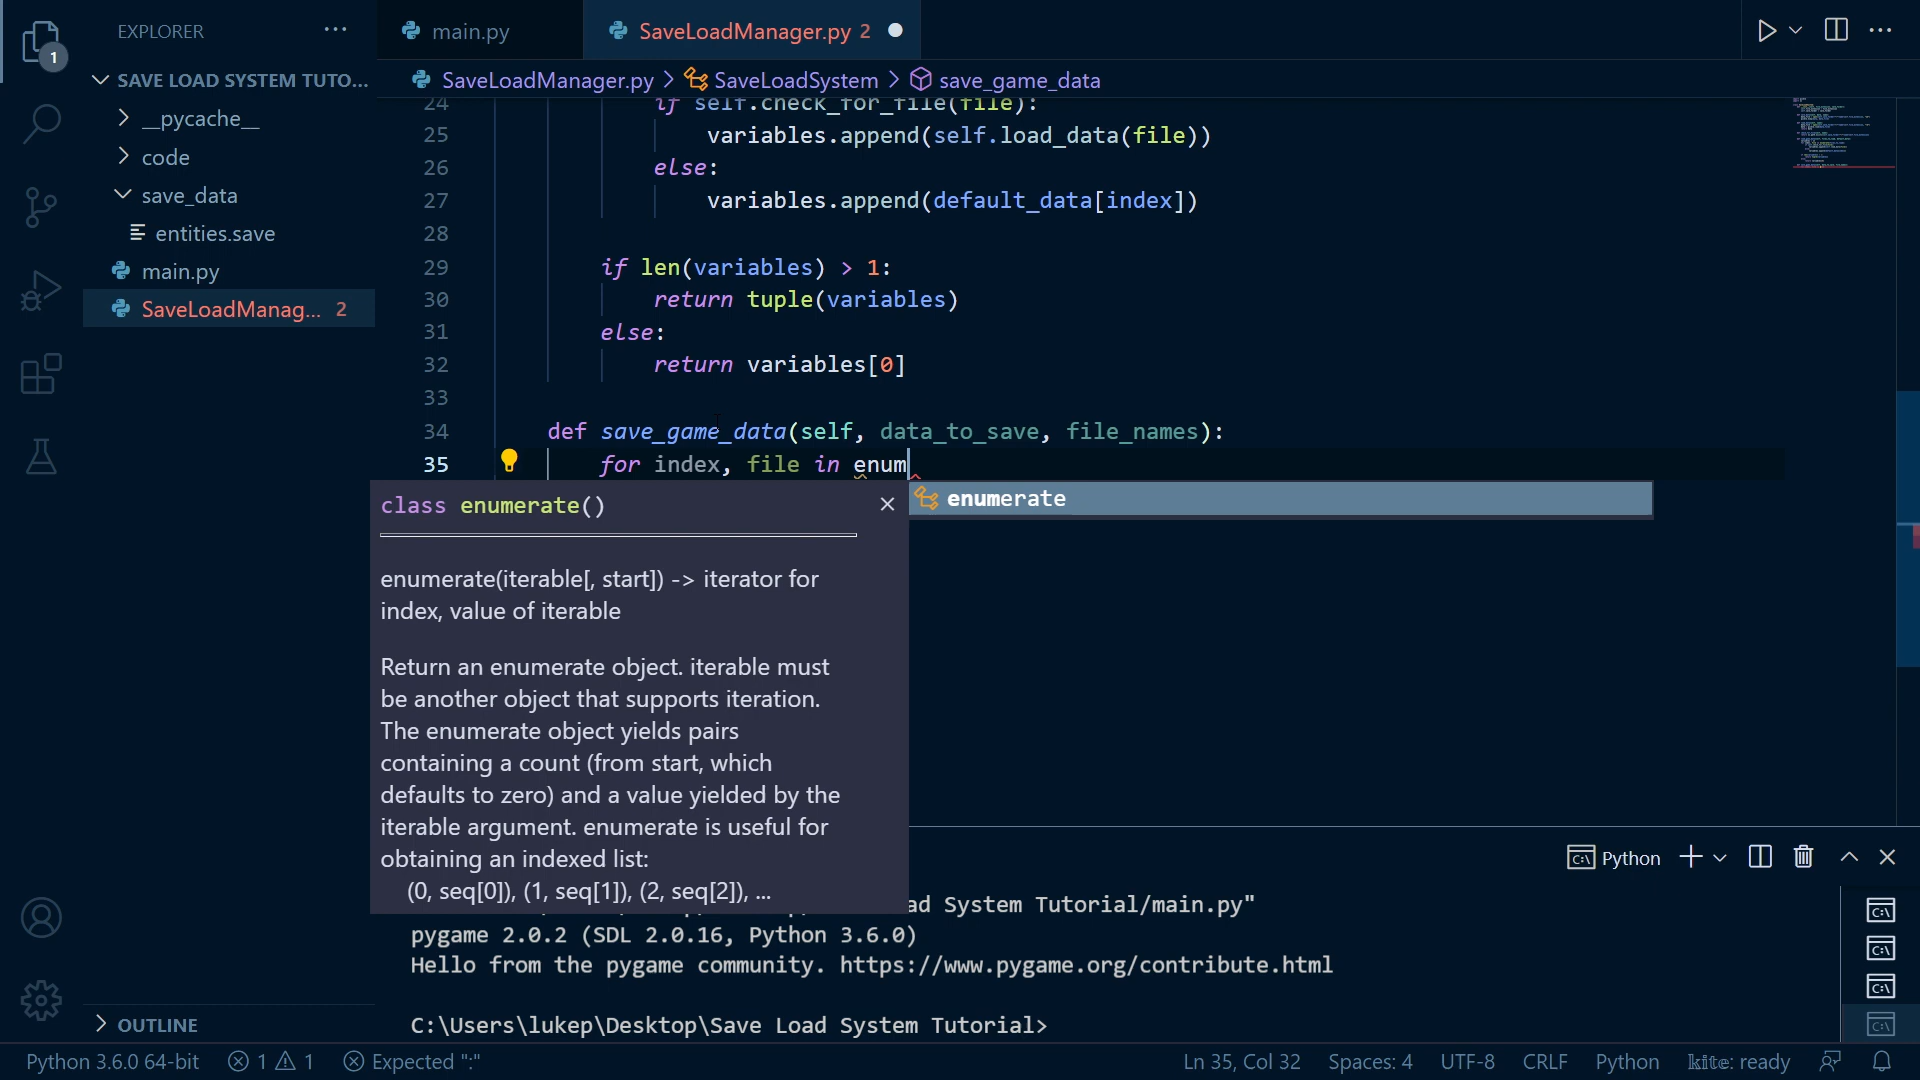 EXPLORER
1
SAVE LOAD SYSTEM TUTO...
__pycache__
code
save_data
entities.save
main.py
SaveLoadManag... 2
OUTLINE
main.py
SaveLoadManager.py 2
SaveLoadManager.py > SaveLoadSystem > save_game_data
24 if self.check_for_file(file):
25 variables.append(self.load_data(file))
26 else:
27 variables.append(default_data[index])
28
29 if len(variables) > 1:
30 return tuple(variables)
31 else:
32 return variables[0]
33
34 def save_game_data(self, data_to_save, file_names):
35 for index, file in enum
enumerate
class enumerate()
enumerate(iterable[, start]) -> iterator for
index, value of iterable
Return an enumerate object. iterable must
be another object that supports iteration.
The enumerate object yields pairs
containing a count (from start, which
defaults to zero) and a value yielded by the
iterable argument. enumerate is useful for
obtaining an indexed list:
(0, seq[0]), (1, seq[1]), (2, seq[2]), ...
Python
ad System Tutorial/main.py"
pygame 2.0.2 (SDL 2.0.16, Python 3.6.0)
Hello from the pygame community. https://www.pygame.org/contribute.html
C:\Users\lukep\Desktop\Save Load System Tutorial>
Python 3.6.0 64-bit 1 1 Expected ":" Ln 35, Col 32 Spaces: 4 UTF-8 CRLF Python kite: ready